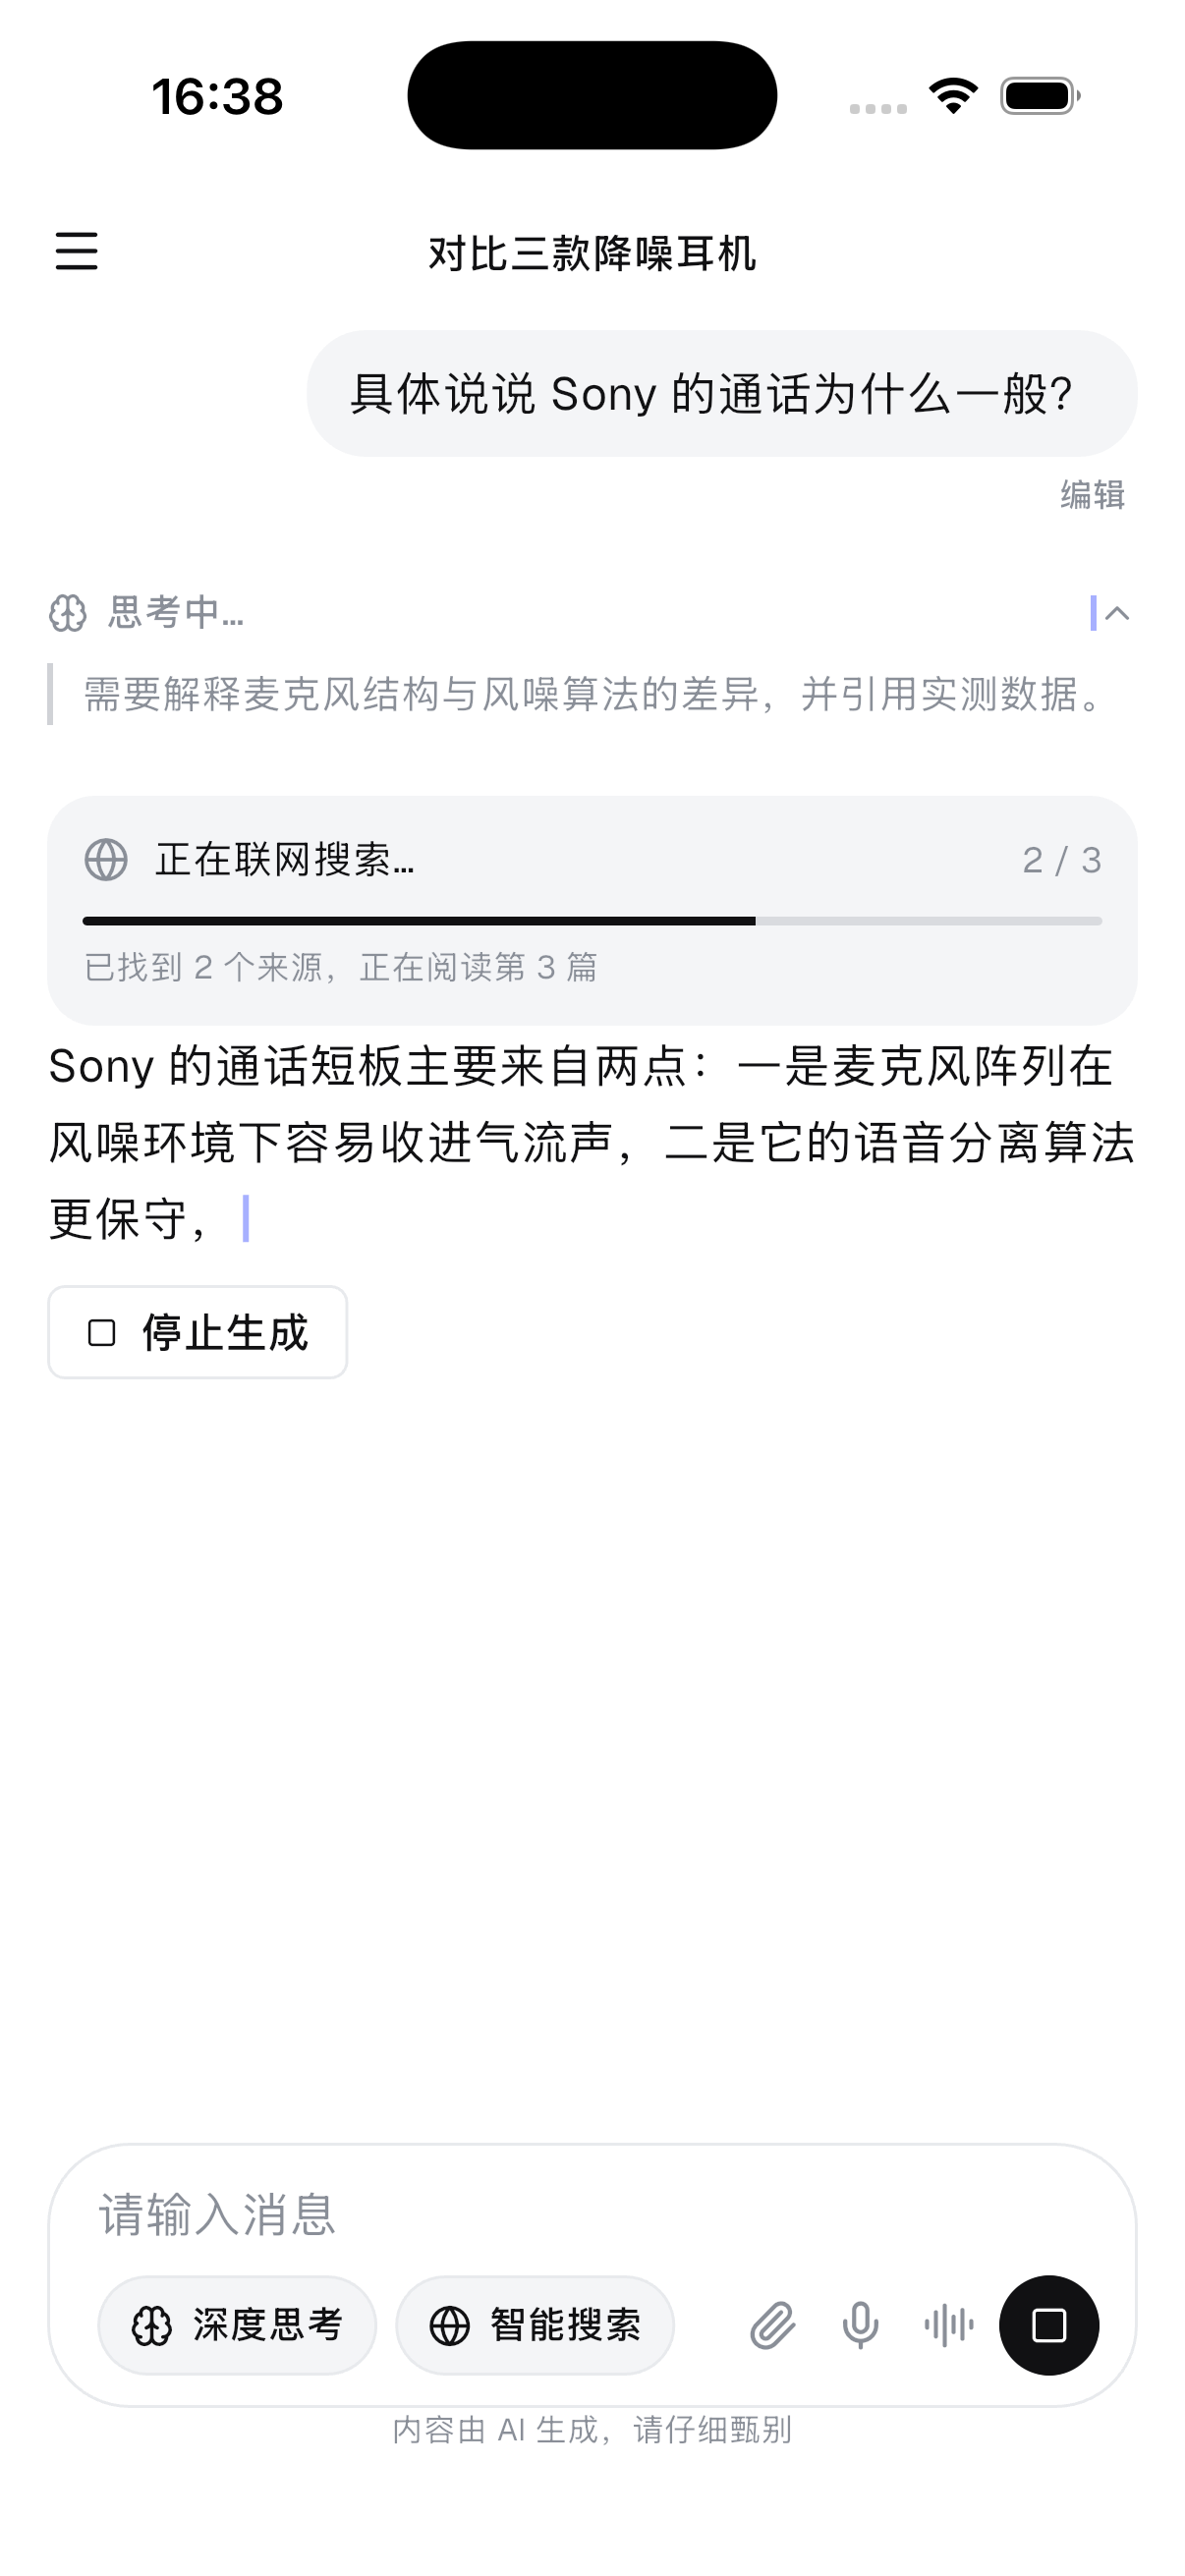 16:38
对比三款降噪耳机
具体说说 Sony 的通话为什么一般?
编辑
思考中...
需要解释麦克风结构与风噪算法的差异，并引用实测数据。
正在联网搜索...
2 / 3
已找到 2 个来源，正在阅读第 3 篇
Sony 的通话短板主要来自两点：一是麦克风阵列在
风噪环境下容易收进气流声，二是它的语音分离算法
更保守，
停止生成
请输入消息
深度思考
智能搜索
内容由 AI 生成，请仔细甄别